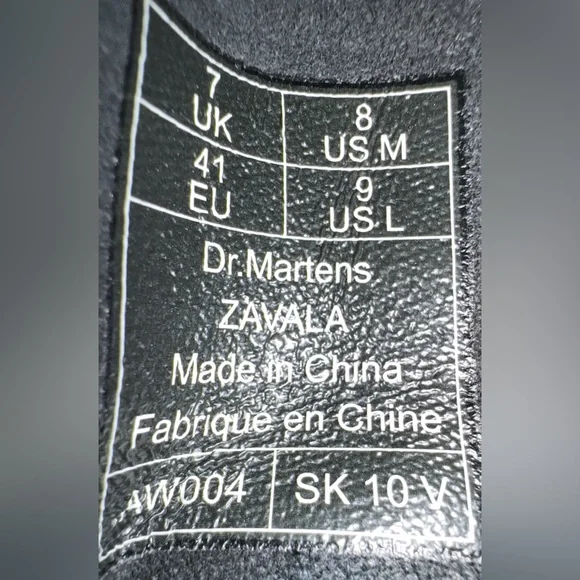 7
UK
8
US M
41
EU
9
US L
Dr.Martens
ZAVALA
Made in China
Fabrique en Chine
AW004
SK 10 V